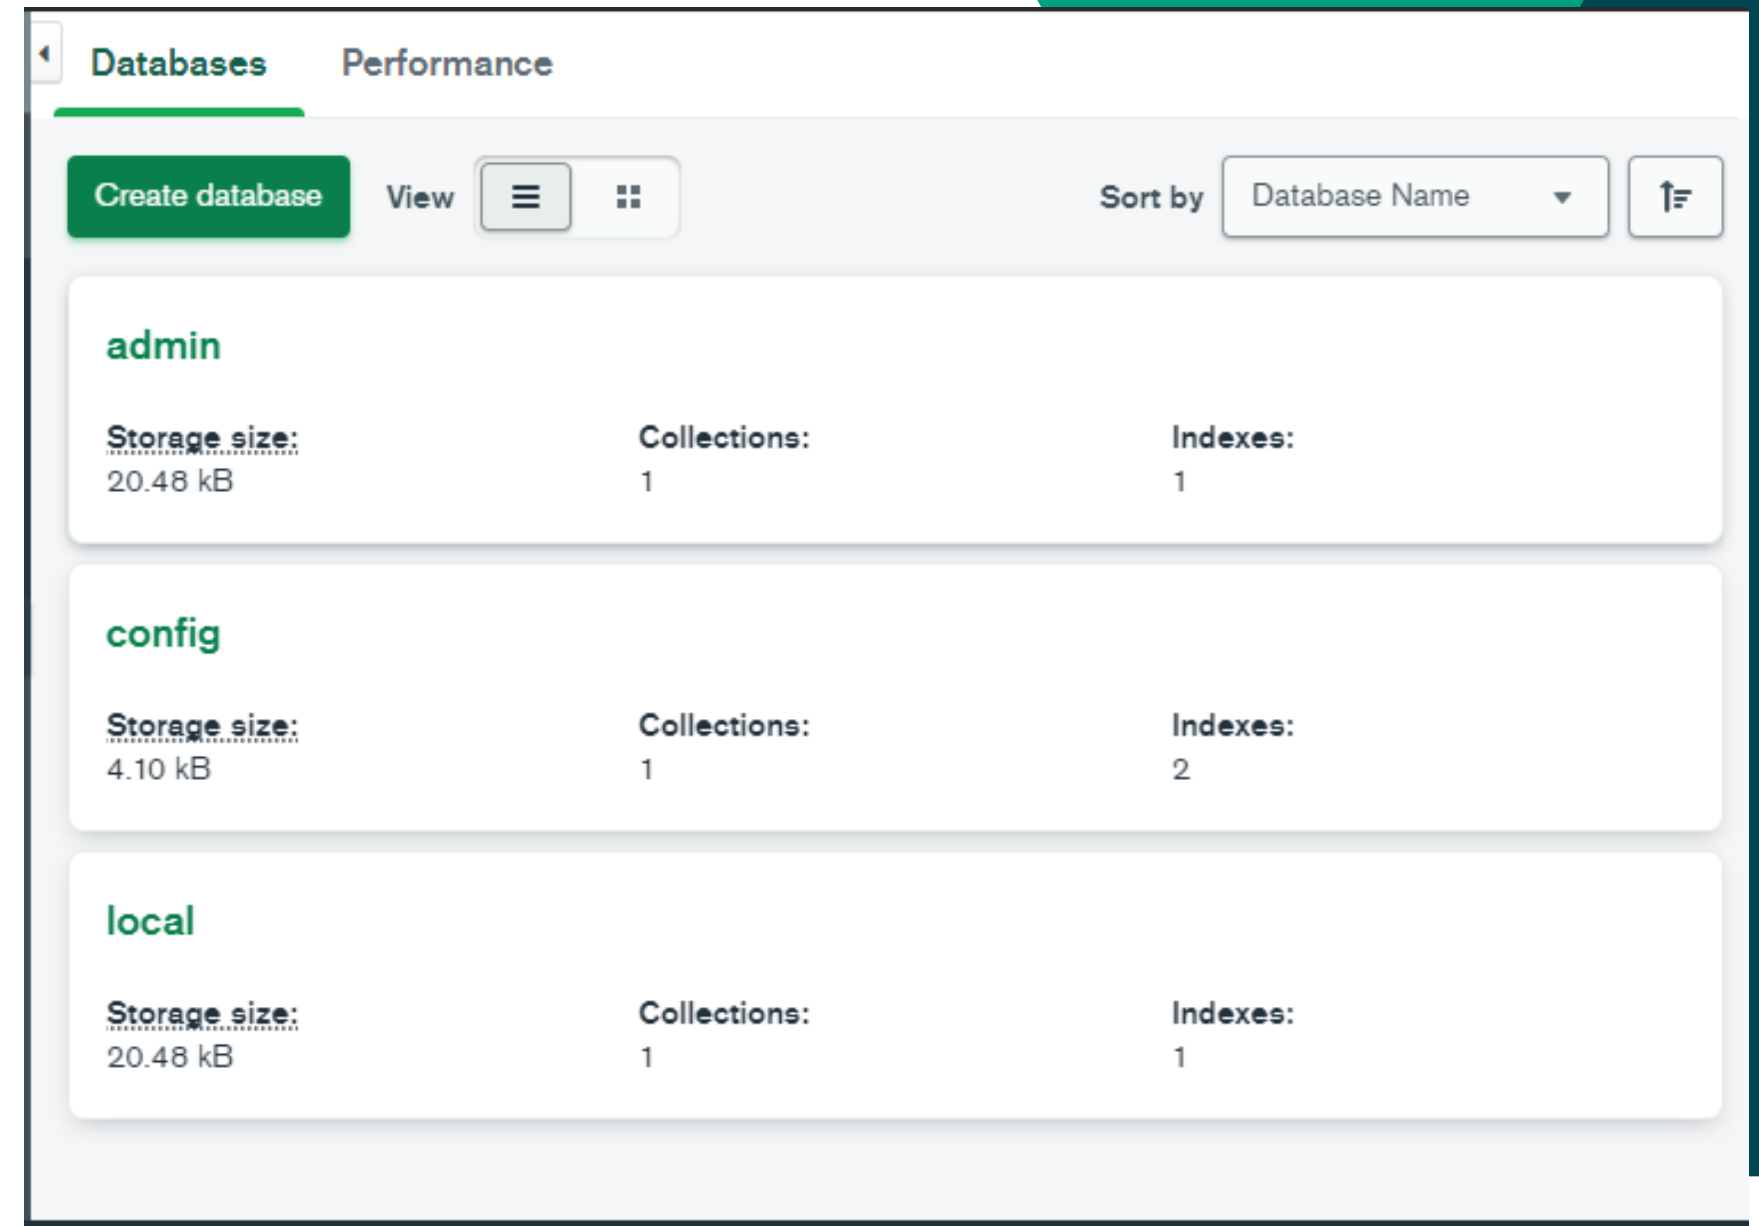 Databases Performance
Create database View Sort by Database Name
admin
Storage size: Collections: Indexes:
20.48 kB 1 1
config
Storage size: Collections: Indexes:
4.10 kB 1 2
local
Storage size: Collections: Indexes:
20.48 kB 1 1